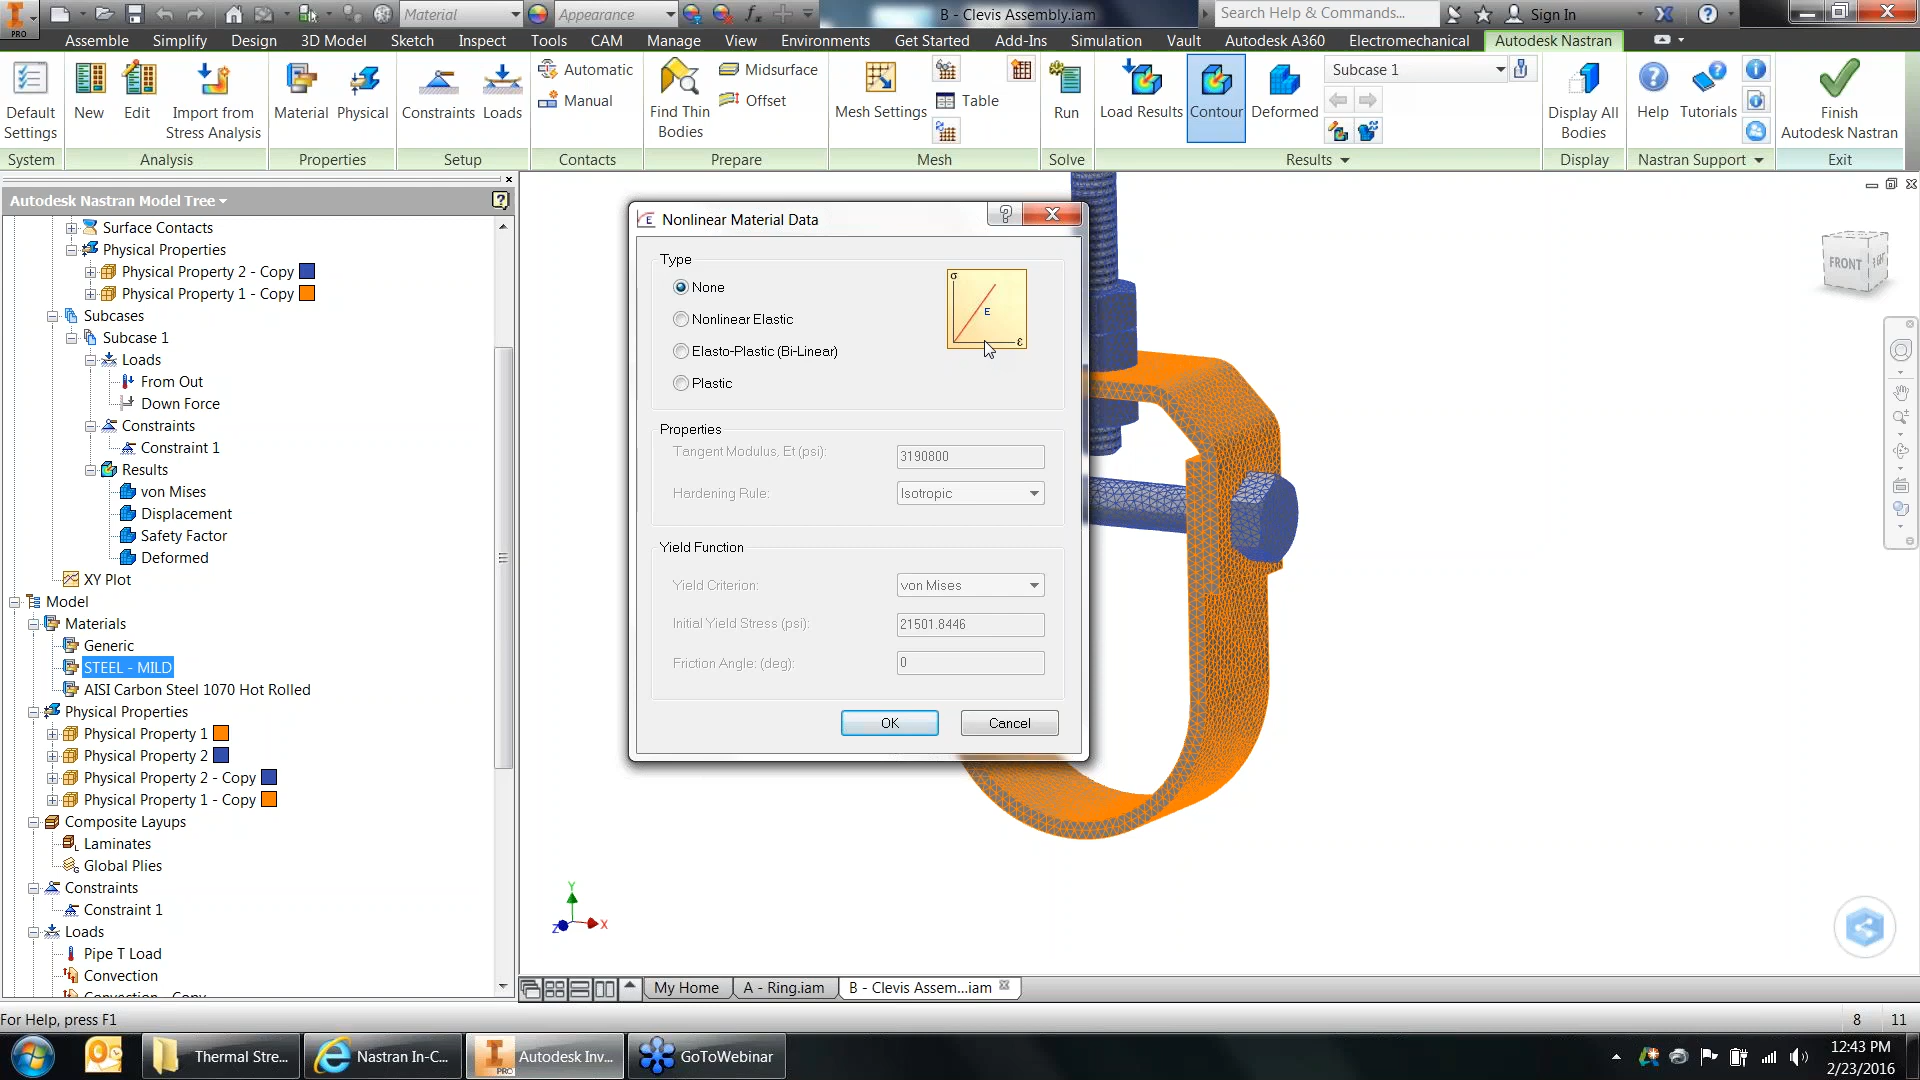 Material
Appearance
B - Clevis Assembly.iam
Search Help & Commands...
Sign In
PRO
Assemble
Simplify
Design
3D Model
Sketch
Inspect
Tools
CAM
Manage
View
Environments
Get Started
Add-Ins
Simulation
Vault
Autodesk A360
Electromechanical
Autodesk Nastran
Default Settings
New
Edit
Import from Stress Analysis
Material
Physical
Constraints
Loads
Automatic
Manual
Find Thin Bodies
Midsurface
Offset
Mesh Settings
Table
Run
Load Results
Contour
Deformed
Subcase 1
Display All Bodies
Help
Tutorials
Finish Autodesk Nastran
System
Analysis
Properties
Setup
Contacts
Prepare
Mesh
Solve
Results
Display
Nastran Support
Exit
Autodesk Nastran Model Tree
Surface Contacts
Physical Properties
Physical Property 2 - Copy
Physical Property 1 - Copy
Subcases
Subcase 1
Loads
From Out
Down Force
Constraints
Constraint 1
Results
von Mises
Displacement
Safety Factor
Deformed
XY Plot
Model
Materials
Generic
STEEL - MILD
AISI Carbon Steel 1070 Hot Rolled
Physical Properties
Physical Property 1
Physical Property 2
Physical Property 2 - Copy
Physical Property 1 - Copy
Composite Layups
Laminates
Global Plies
Constraints
Constraint 1
Loads
Pipe T Load
Convection
Convection - Copy
Nonlinear Material Data
Type
None
Nonlinear Elastic
Elasto-Plastic (Bi-Linear)
Plastic
σ
E
ε
Properties
Tangent Modulus, Et (psi):
3190800
Hardening Rule:
Isotropic
Yield Function
Yield Criterion:
von Mises
Initial Yield Stress (psi):
21501.8446
Friction Angle: (deg):
0
OK
Cancel
FRONT
Y
Z
X
My Home
A - Ring.iam
B - Clevis Assem...iam
For Help, press F1
8
11
Thermal Stre...
Nastran In-C...
PRO
Autodesk Inv...
GoToWebinar
12:43 PM
2/23/2016